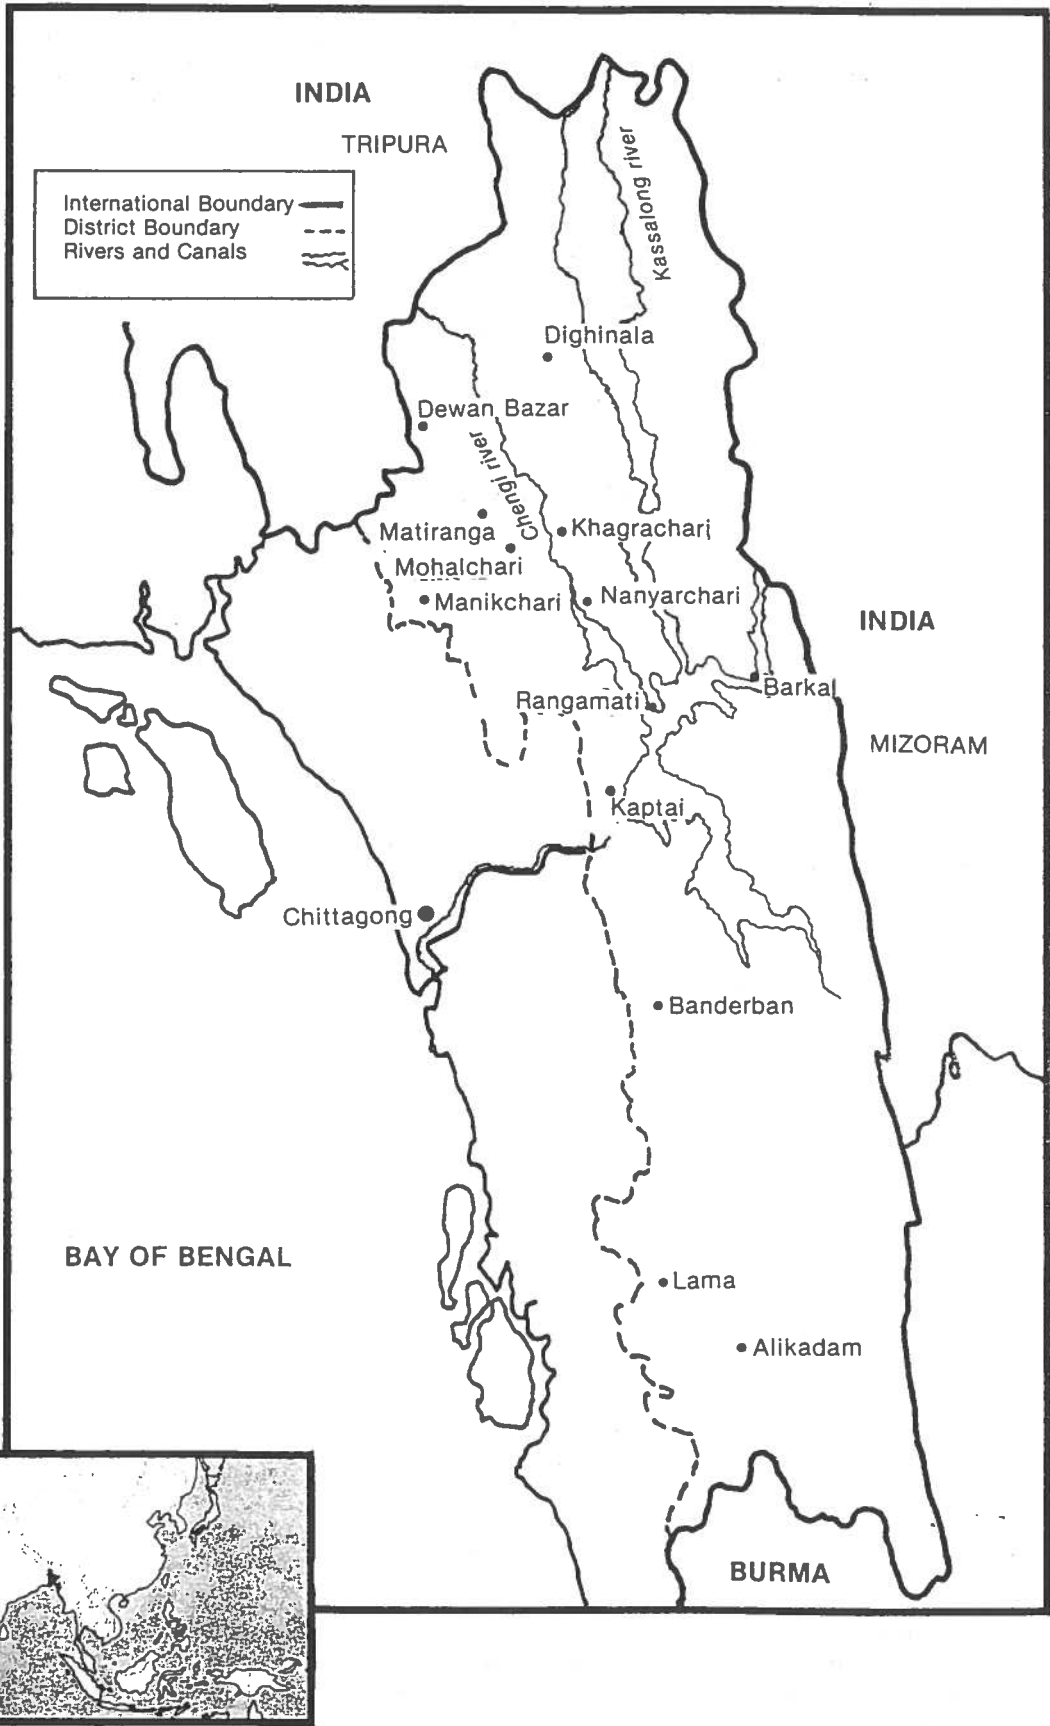 INDIA
TRIPURA
International Boundary
District Boundary
Rivers and Canals
Kassalong river
Dighinala
Dewan Bazar
Chengi river
Matiranga
Khagrachari
Mohalchari
Manikchari
Nanyarchari
INDIA
Rangamati
Barkal
MIZORAM
Kaptai
Chittagong
Banderban
BAY OF BENGAL
Lama
Alikadam
BURMA